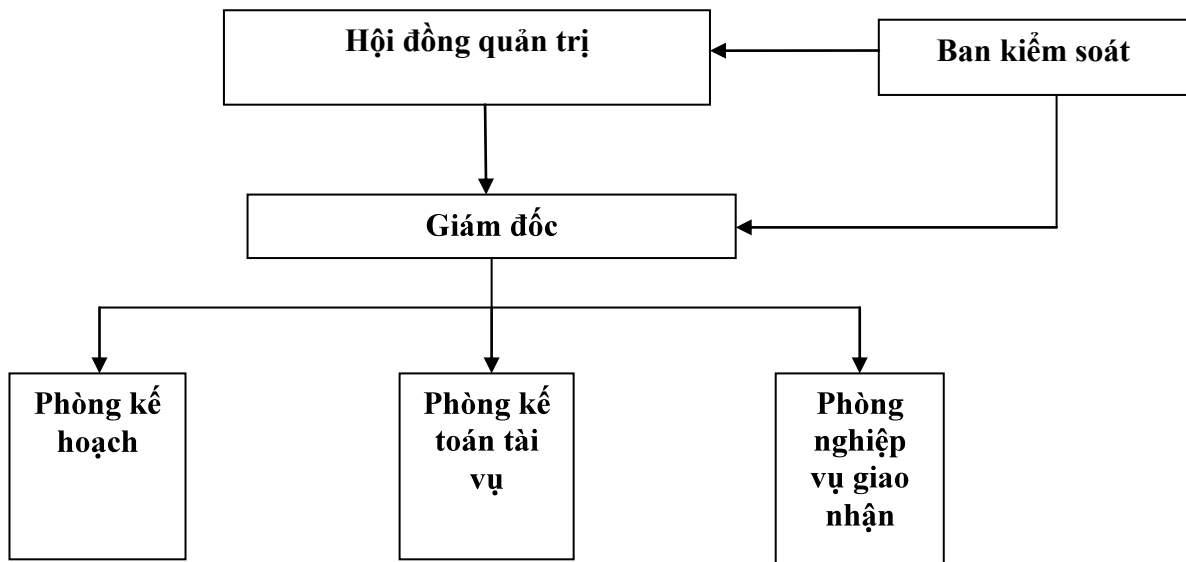 Hội đồng quản trị
Ban kiểm soát
Giám đốc
Phòng kế
hoạch
Phòng kế
toán tài
vụ
Phòng
nghiệp
vụ giao
nhận